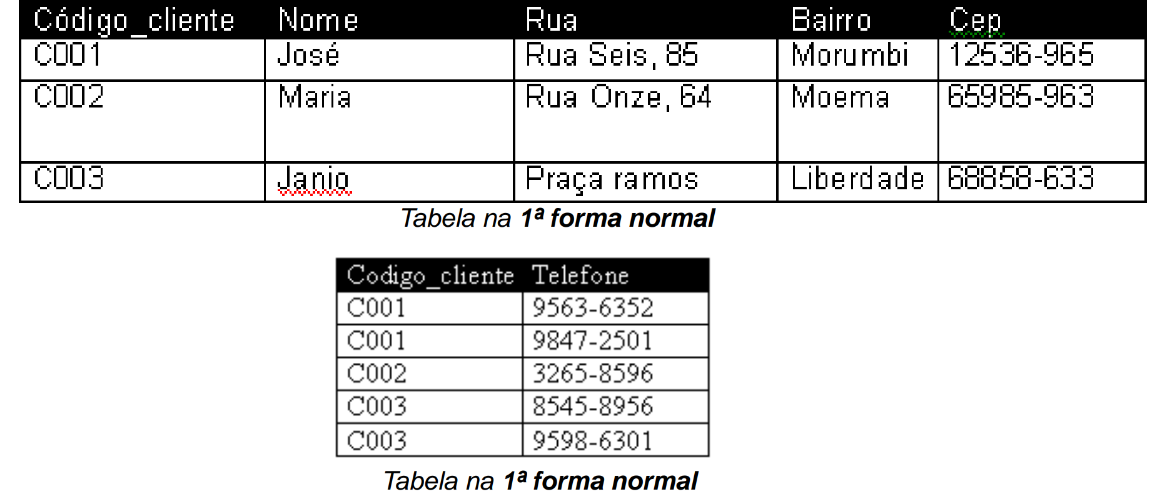 Código_cliente Nome Rua Bairro Cep
C001 José Rua Seis, 85 Morumbi 12536-965
C002 Maria Rua Onze, 64 Moema 65985-963
C003 Janio Praça ramos Liberdade 68858-633
Tabela na 1ª forma normal
Codigo_cliente Telefone
C001 9563-6352
C001 9847-2501
C002 3265-8596
C003 8545-8956
C003 9598-6301
Tabela na 1ª forma normal